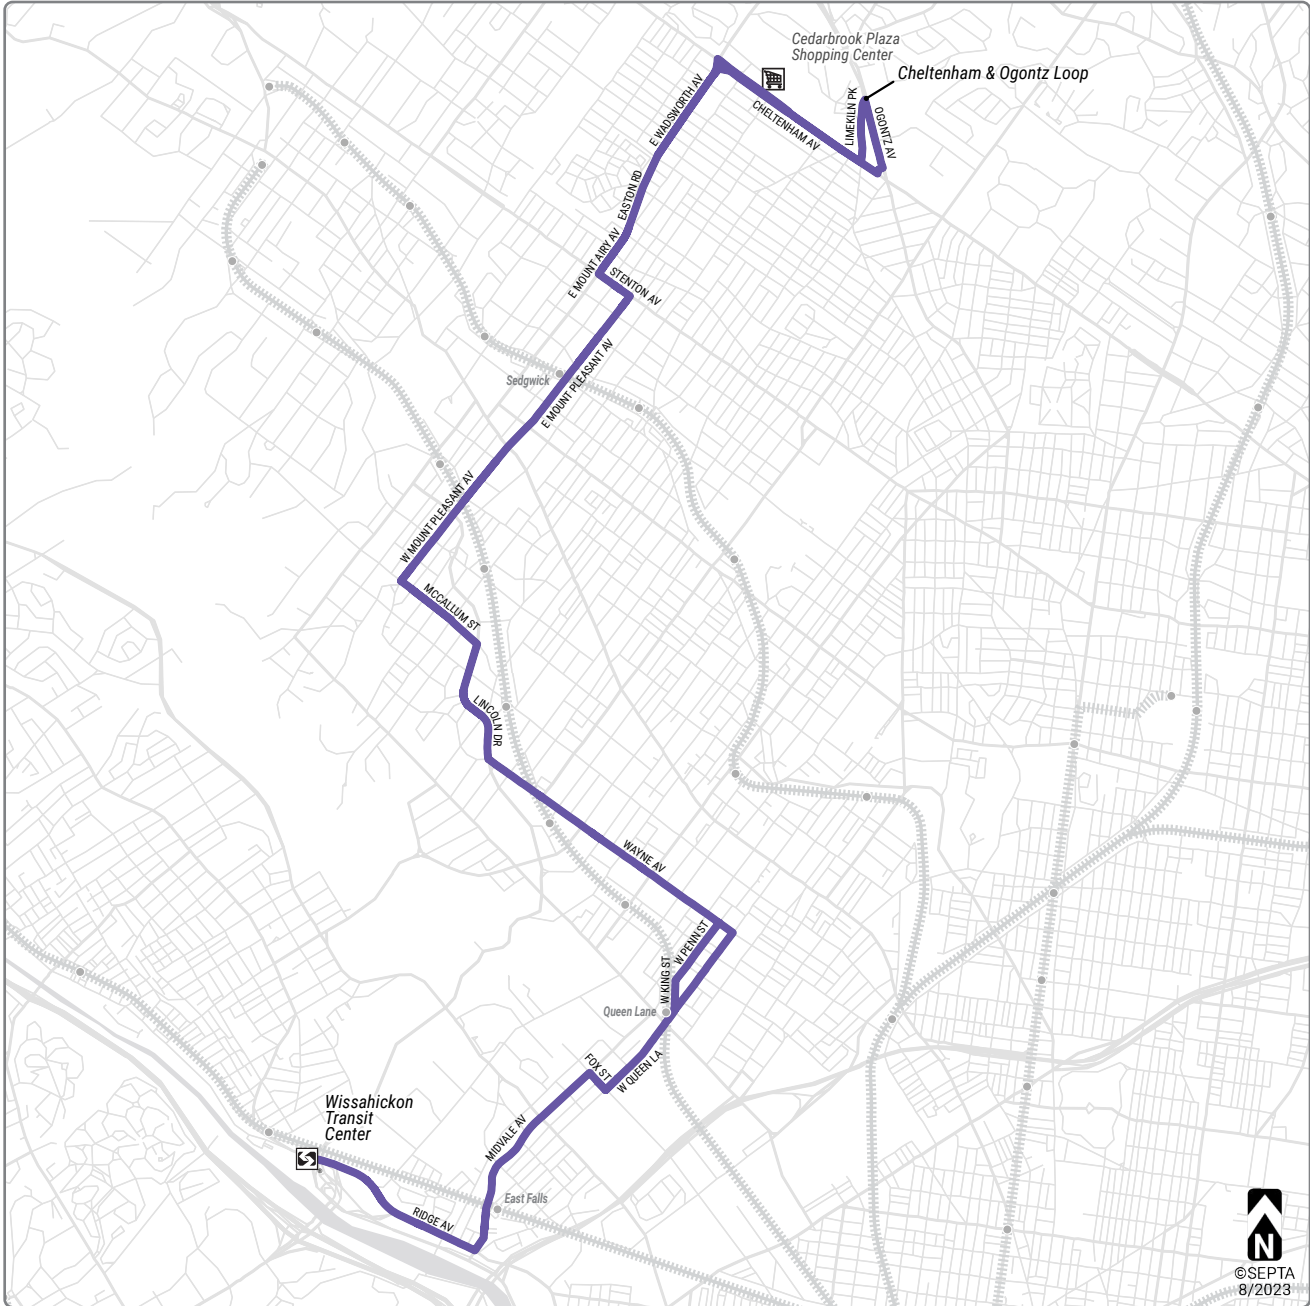 Cedarbrook Plaza
Shopping Center
Cheltenham & Ogontz Loop
E WADSWORTH AV
CHELTENHAM AV
LIMEKILN PK
OGONTZ AV
EASTON RD
E MOUNT AIRY AV
STENTON AV
Sedgwick
E MOUNT PLEASANT AV
W MOUNT PLEASANT AV
MCCALLUM ST
LINCOLN DR
WAYNE AV
W PENN ST
W KING ST
Queen Lane
FOX ST
W QUEEN LA
MIDVALE AV
Wissahickon
Transit
Center
East Falls
RIDGE AV
N
©SEPTA
8/2023